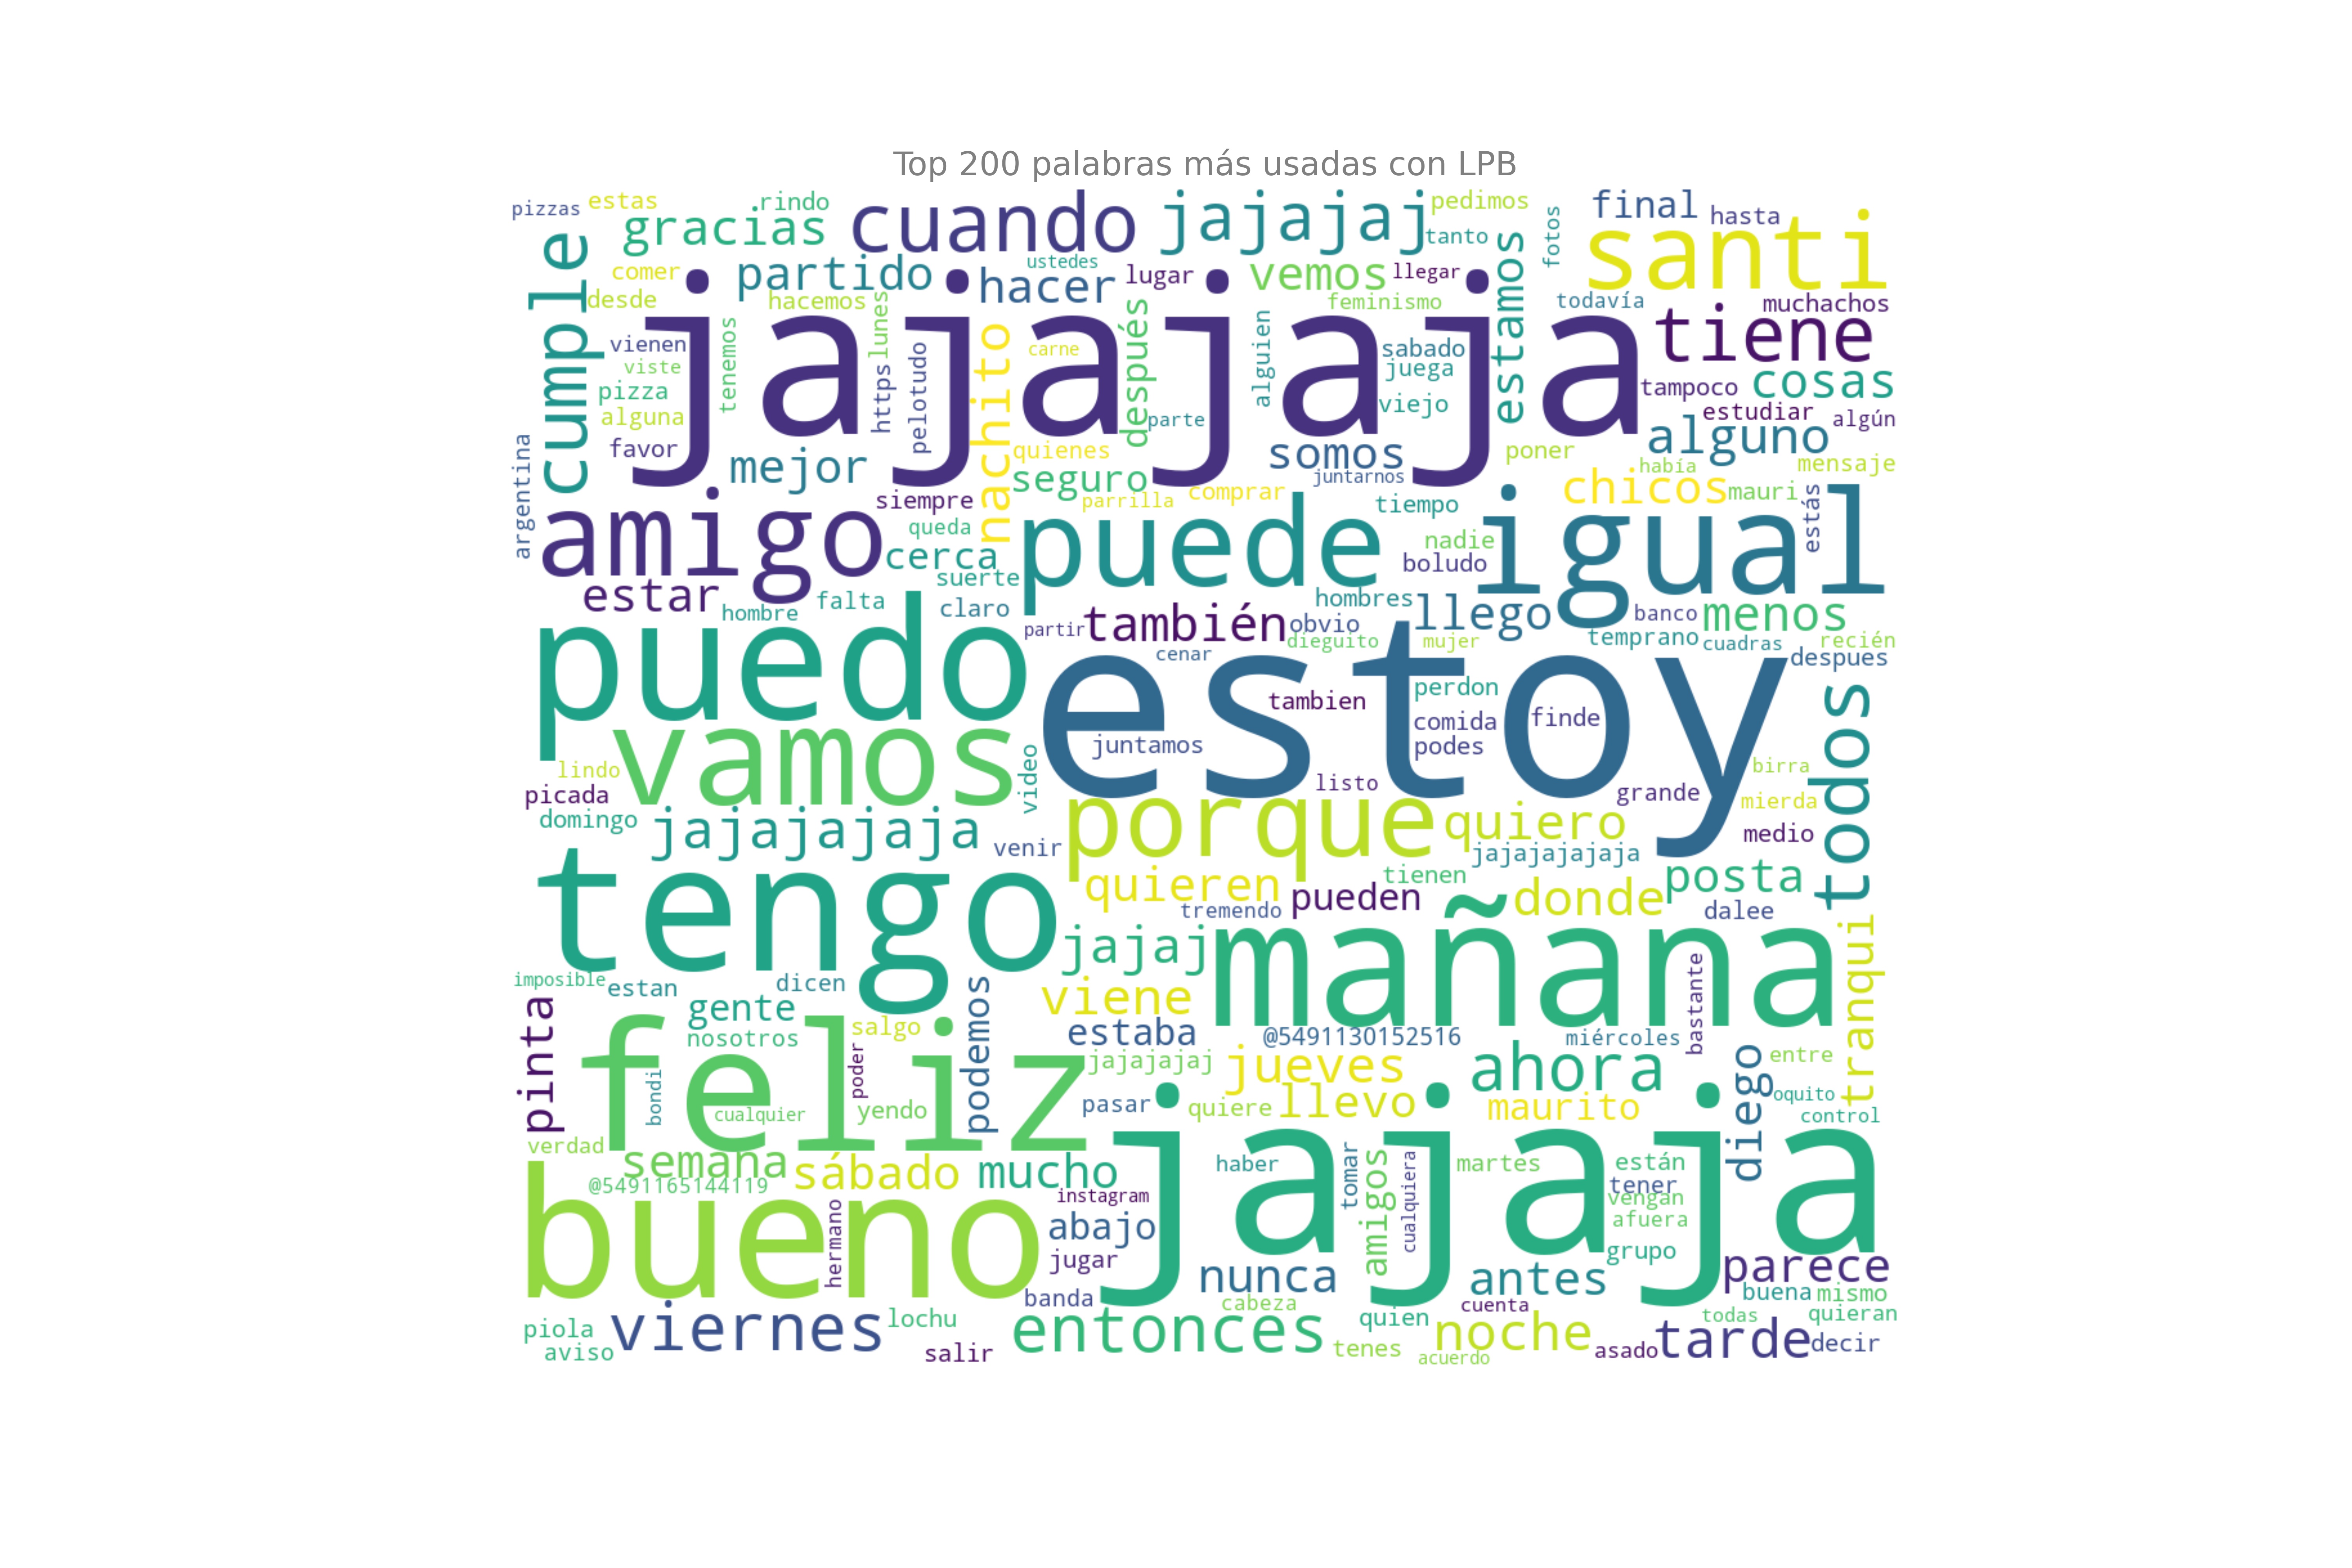 Top 200 palabras más usadas con LPB
pizzas
estas
rindo
gracias
cuando
jajajaj
pedimos
tanto
final
hasta
santi
fotos
cumple
comer
desde
partido
hacemos
hacer
ustedes
lugar
vemos
llegar
feminismo
estamos
todavía
muchachos
tiene
jajajaja
vienen
viste
pizza
alguna
favor
tenemos
https
lunes
pelotudo
nachito
carne
después
parte
alguien
sabado
juega
viejo
tampoco
cosas
estudiar
algún
alguno
argentina
mejor
quienes
seguro
somos
juntarnos
poner
había
mensaje
amigo
siempre
queda
cerca
parrilla
comprar
tiempo
chicos
mauri
estás
puede
igual
nadie
boludo
estar
suerte
hombre
falta
claro
partir
también
obvio
hombres
llego
banco
menos
dieguito
mujer
temprano
cuadras
recién
puedo
cenar
estoy
despues
tambien
perdon
comida
podes
finde
juntamos
todos
vamos
lindo
picada
domingo
video
listo
grande
birra
mierda
medio
jajajajaja
venir
porque
quiero
jajajajajaja
tengo
quieren
tienen
pueden
tremendo
donde
posta
dalee
jajaj
mañana
tranqui
imposible
estan
dicen
gente
nosotros
salgo
podemos
viene
estaba
@5491130152516
miércoles
bastante
pinta
feliz
bondi
cualquier
poder
yendo
jajajajaj
jueves
ahora
diego
entre
oquito
control
pasar
quiere
llevo
maurito
verdad
semana
@5491165144119
sábado
mucho
haber
tomar
martes
están
tener
vengan
afuera
grupo
jajaja
bueno
hermano
instagram
abajo
jugar
amigos
cualquiera
nunca
antes
parece
buena
mismo
banda
cabeza
cuenta
todas
quieran
piola
aviso
viernes
lochu
salir
entonces
quien
tenes
noche
acuerdo
asado
tarde
decir